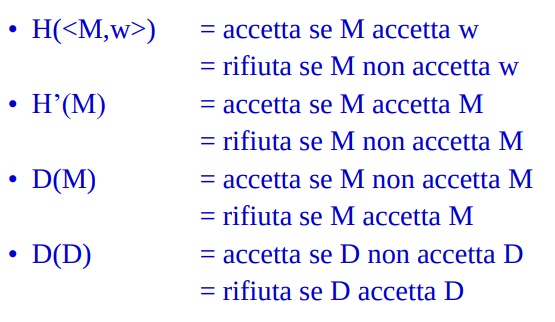 • H(<M,w>) = accetta se M accetta w
= rifiuta se M non accetta w
• H’(M) = accetta se M accetta M
= rifiuta se M non accetta M
• D(M) = accetta se M non accetta M
= rifiuta se M accetta M
• D(D) = accetta se D non accetta D
= rifiuta se D accetta D